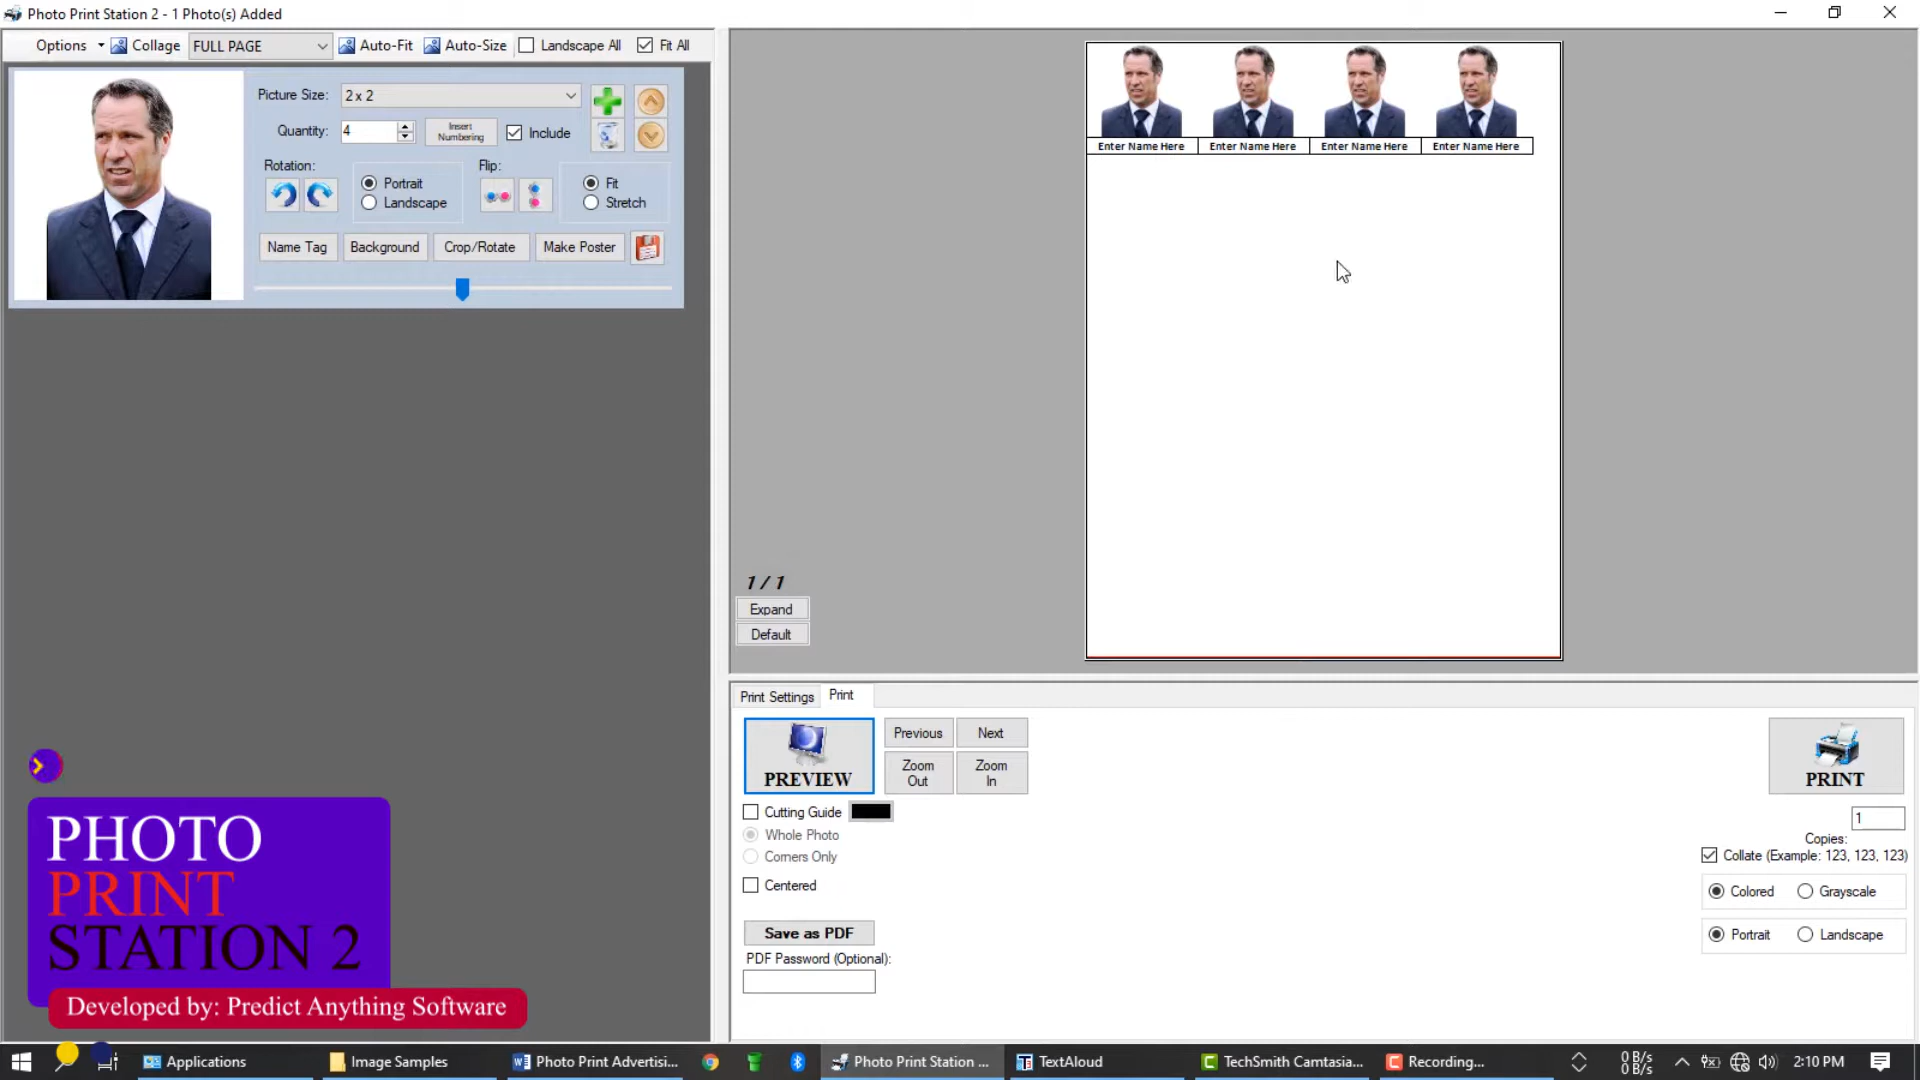 Photo Print Station 2 - 1 Photo(s) Added
Options Collage FULL PAGE Auto-Fit Auto-Size Landscape All Fit All
Picture Size: 2 x 2
Quantity: 4 Insert Numbering Include
Rotation: Flip:
Portrait Fit
Landscape Stretch
Name Tag Background Crop/Rotate Make Poster
Enter Name Here Enter Name Here Enter Name Here Enter Name Here
1 / 1
Expand
Default
Print Settings Print
PREVIEW
Previous Next
Zoom Out Zoom In
Cutting Guide
Whole Photo
Corners Only
Centered
Save as PDF
PDF Password (Optional):
PRINT
1
Copies:
Collate (Example: 123, 123, 123)
Colored Grayscale
Portrait Landscape
PHOTO
PRINT
STATION 2
Developed by: Predict Anything Software
Applications Image Samples Photo Print Advertisi... Photo Print Station ... TextAloud TechSmith Camtasia... Recording... 0 B/s 0 B/s 2:10 PM